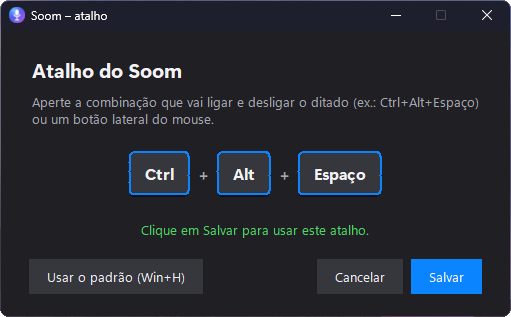 Soom – atalho
Atalho do Soom
Aperte a combinação que vai ligar e desligar o ditado (ex.: Ctrl+Alt+Espaço)
ou um botão lateral do mouse.
Ctrl + Alt + Espaço
Clique em Salvar para usar este atalho.
Usar o padrão (Win+H) Cancelar Salvar